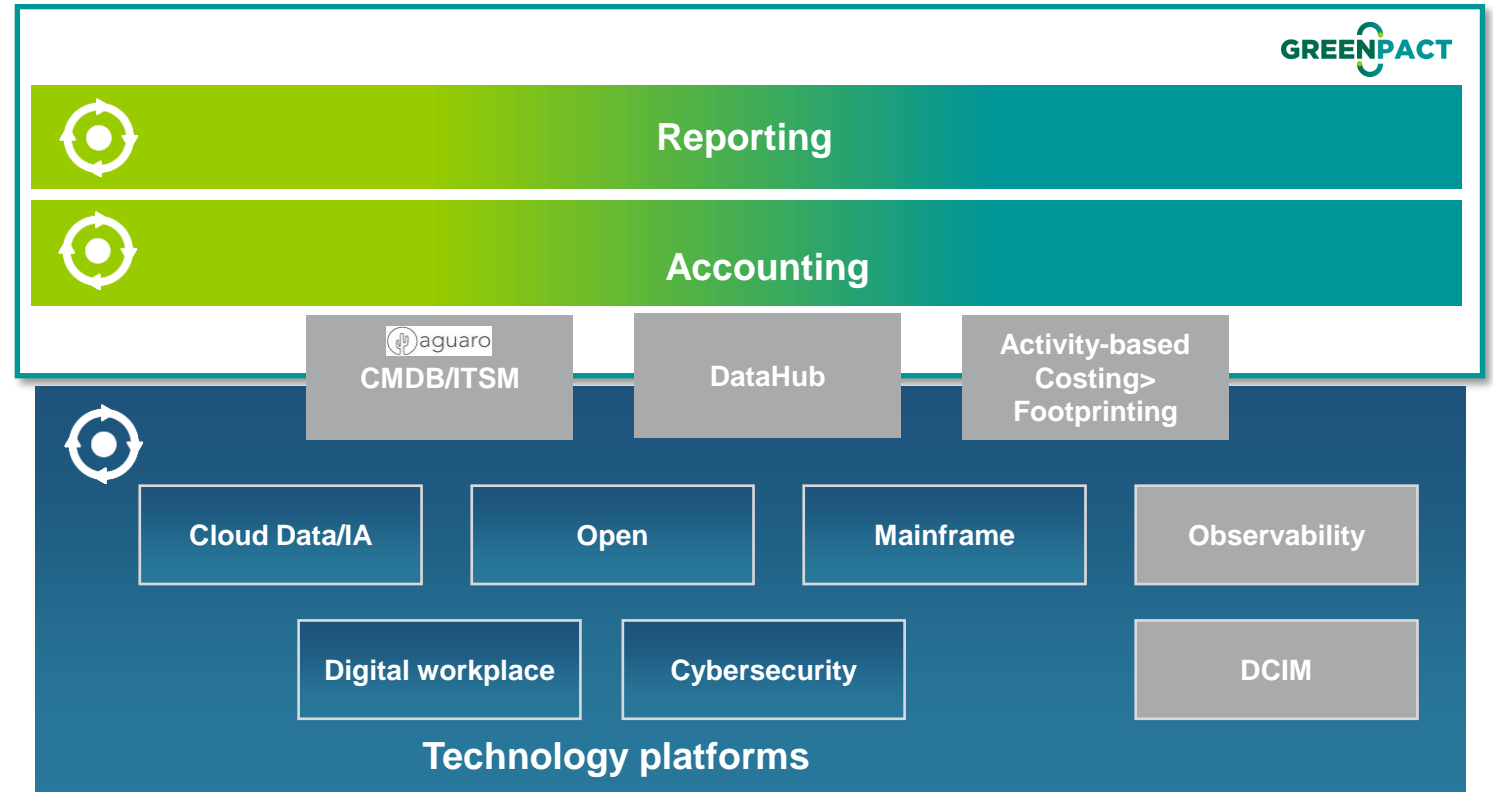 GREENPACT
Reporting
Accounting
aguaro
CMDB/ITSM
DataHub
Activity-based
Costing>
Footprinting
Cloud Data/IA
Open
Mainframe
Observability
Digital workplace
Cybersecurity
DCIM
Technology platforms